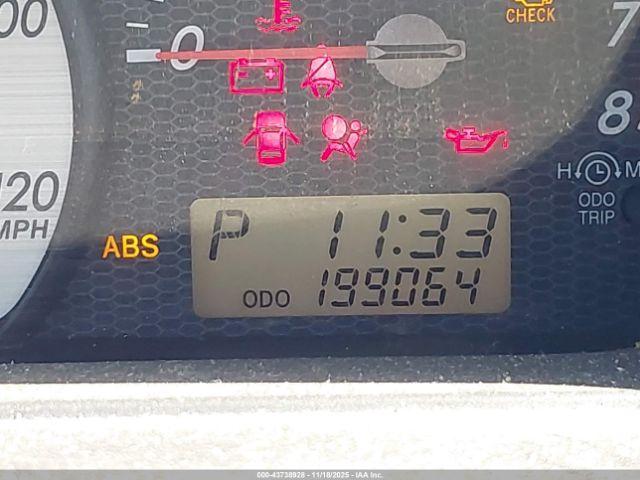 00
0
CHECK
7
8
120
MPH
H M
ODO
TRIP
ABS
P 11:33
ODO 199064
000-43738928 - 11/18/2025 - IAA Inc.